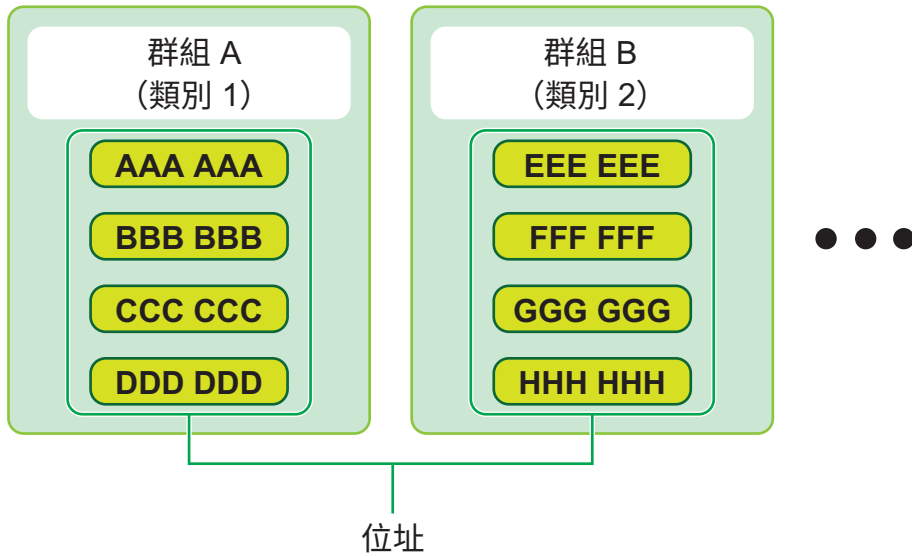 群組 A
（類別 1）
AAA AAA
BBB BBB
CCC CCC
DDD DDD
群組 B
（類別 2）
EEE EEE
FFF FFF
GGG GGG
HHH HHH
•••
位址